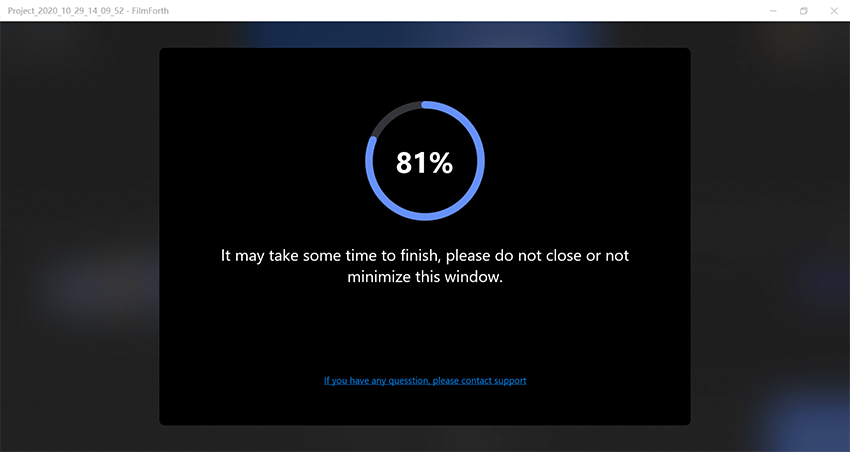 Project_2020_10_29_14_09_52 - FilmForth
81%
It may take some time to finish, please do not close or not
minimize this window.
If you have any quesstion, please contact support